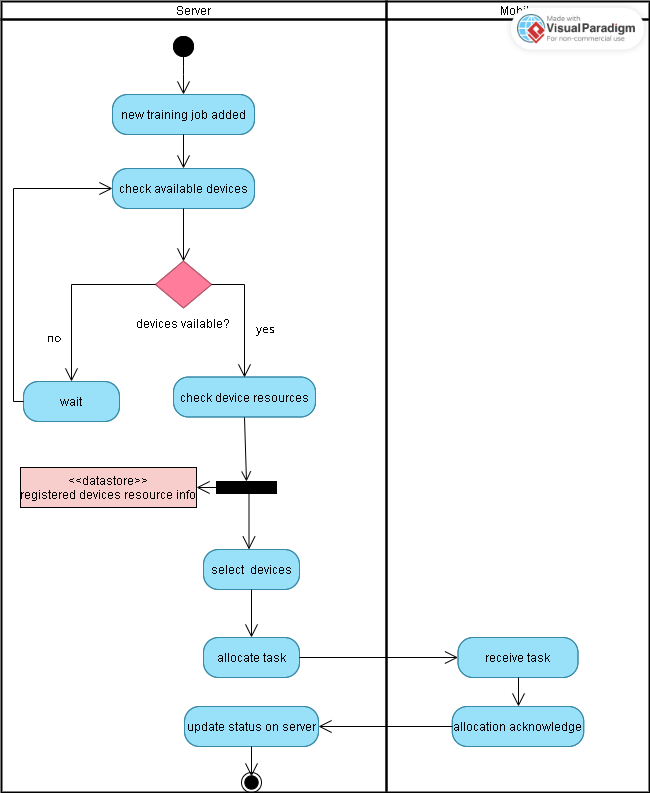 Server
Made with
VisualParadigm
For non-commercial use
new training job added
check available devices
devices vailable?
no
yes
wait
check device resources
<<datastore>>
registered devices resource info
select devices
allocate task
receive task
update status on server
allocation acknowledge